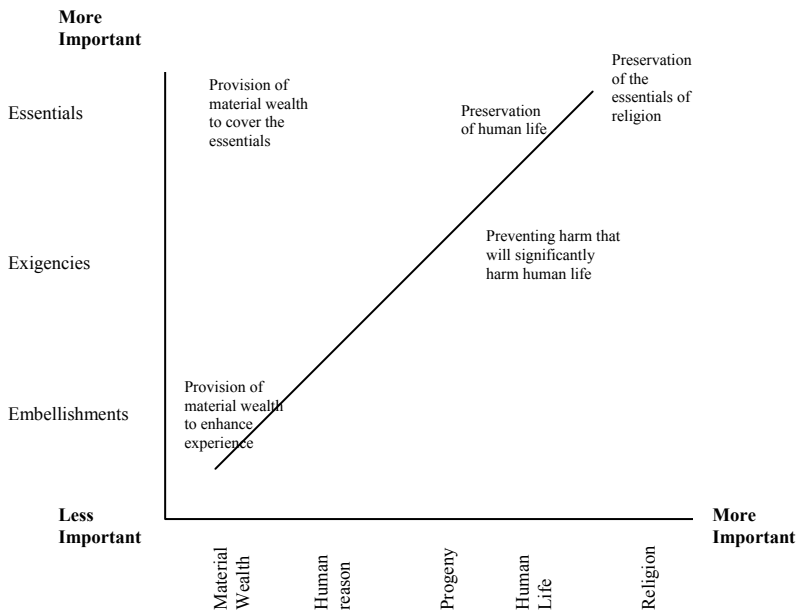 More
Important
Essentials
Provision of
material wealth
to cover the
essentials
Preservation
of human life
Preservation
of the
essentials of
religion
Exigencies
Preventing harm that
will significantly
harm human life
Embellishments
Provision of
material wealth
to enhance
experience
Less
Important
More
Important
Material
Wealth
Human
reason
Progeny
Human
Life
Religion